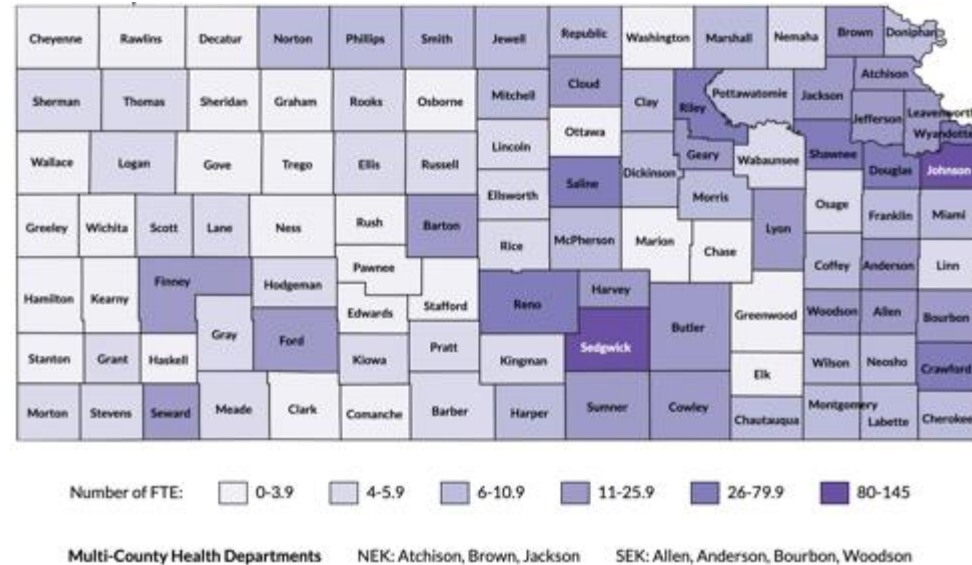 Cheyenne Rawlins Decatur Norton Phillips Smith Jewell Republic Washington Marshall Nemaha Brown Doniphan
Sherman Thomas Sheridan Graham Rooks Osborne Mitchell Cloud Clay Riley Pottawatomie Jackson Atchison
Jefferson Leavenworth
Wyandotte
Wallace Logan Gove Trego Ellis Russell Lincoln Ottawa Saline Dickinson Geary Wabaunsee Shawnee Douglas Johnson
Greeley Wichita Scott Lane Ness Rush Barton Ellsworth Rice McPherson Marion Chase Morris Lyon Osage Franklin Miami
Hamilton Kearny Finney Hodgeman Pawnee Edwards Stafford Reno Harvey Butler Greenwood Coffey Anderson Linn
Gray Ford Sedgwick Woodson Allen Bourbon
Stanton Grant Haskell Kiowa Pratt Kingman Elk Wilson Neosho Crawford
Morton Stevens Seward Meade Clark Comanche Barber Harper Sumner Cowley Chautauqua Montgomery Labette Cherokee
Number of FTE: 0-3.9 4-5.9 6-10.9 11-25.9 26-79.9 80-145
Multi-County Health Departments NEK: Atchison, Brown, Jackson SEK: Allen, Anderson, Bourbon, Woodson